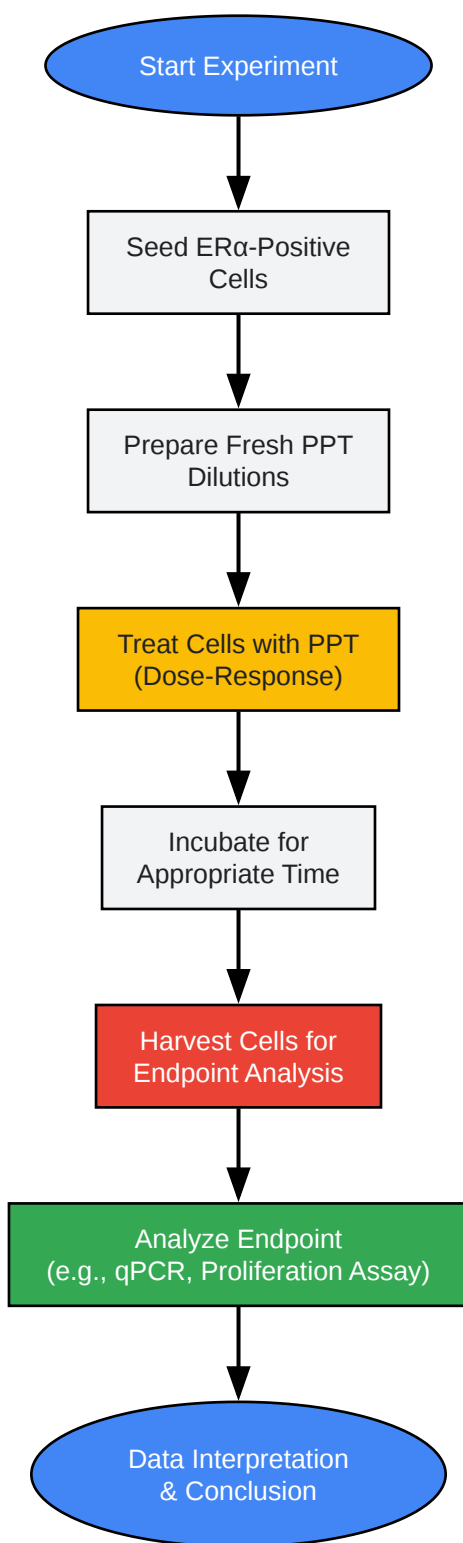 Start Experiment
Seed ERα-Positive
Cells
Prepare Fresh PPT
Dilutions
Treat Cells with PPT
(Dose-Response)
Incubate for
Appropriate Time
Harvest Cells for
Endpoint Analysis
Analyze Endpoint
(e.g., qPCR, Proliferation Assay)
Data Interpretation
& Conclusion